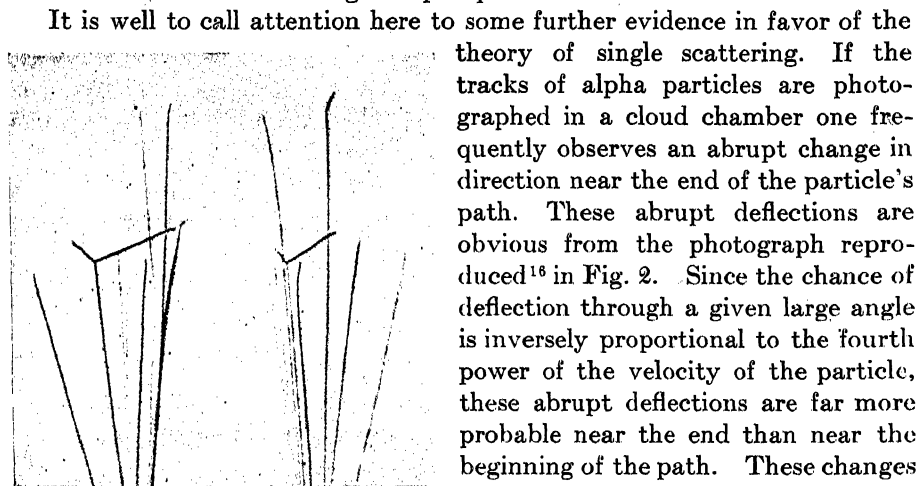 It is well to call attention here to some further evidence in favor of the
theory of single scattering. If the
tracks of alpha particles are photo-
graphed in a cloud chamber one fre-
quently observes an abrupt change in
direction near the end of the particle's
path. These abrupt deflections are
obvious from the photograph repro-
duced¹⁶ in Fig. 2. Since the chance of
deflection through a given large angle
is inversely proportional to the fourth
power of the velocity of the particle,
these abrupt deflections are far more
probable near the end than near the
beginning of the path. These changes